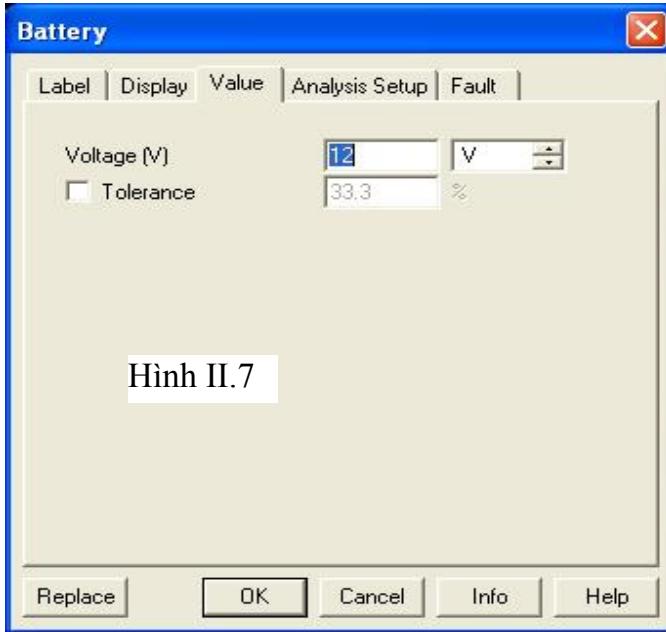 Battery
Label Display Value Analysis Setup Fault
Voltage (V) 12 V
Tolerance 33.3 %
Hình II.7
Replace OK Cancel Info Help